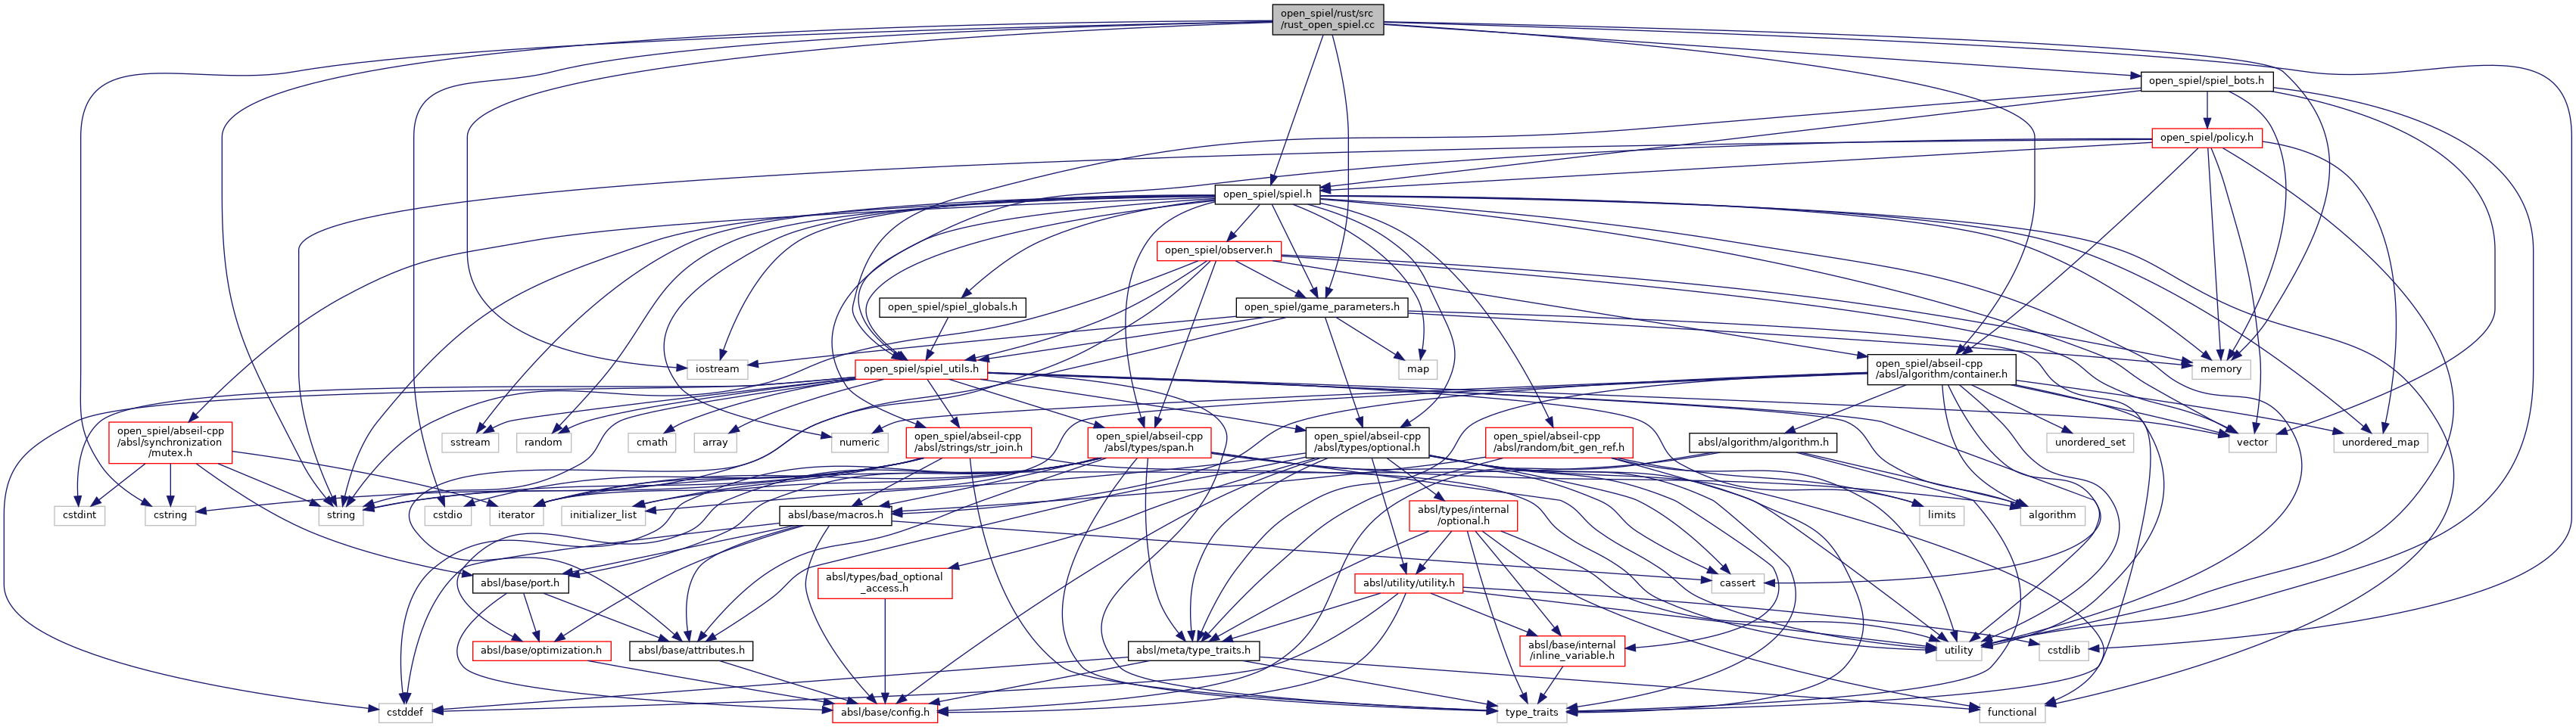 open_spiel/rust/src
/rust_open_spiel.cc
open_spiel/spiel_bots.h
open_spiel/policy.h
open_spiel/spiel.h
open_spiel/observer.h
open_spiel/spiel_globals.h
open_spiel/game_parameters.h
iostream
open_spiel/spiel_utils.h
map
open_spiel/abseil-cpp
/absl/algorithm/container.h
memory
open_spiel/abseil-cpp
/absl/synchronization
/mutex.h
sstream
random
cmath
array
numeric
open_spiel/abseil-cpp
/absl/strings/str_join.h
open_spiel/abseil-cpp
/absl/types/span.h
open_spiel/abseil-cpp
/absl/types/optional.h
open_spiel/abseil-cpp
/absl/random/bit_gen_ref.h
absl/algorithm/algorithm.h
unordered_set
vector
unordered_map
cstdint
cstring
string
cstdio
iterator
initializer_list
absl/base/macros.h
absl/types/internal
/optional.h
limits
algorithm
absl/base/port.h
absl/types/bad_optional
_access.h
absl/utility/utility.h
cassert
absl/base/optimization.h
absl/base/attributes.h
absl/meta/type_traits.h
absl/base/internal
/inline_variable.h
utility
cstdlib
cstddef
absl/base/config.h
type_traits
functional